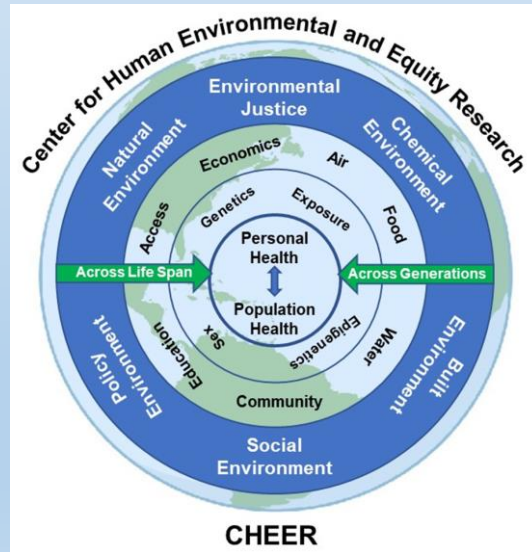 Center for Human Environmental and Equity Research
Environmental
Justice
Natural
Environment
Chemical
Environment
Economics
Air
Access
Food
Genetics
Exposure
Personal
Health
Across Life Span
Across Generations
Population
Health
Sex
Epigenetics
Education
Water
Community
Policy
Environment
Built
Environment
Social
Environment
CHEER